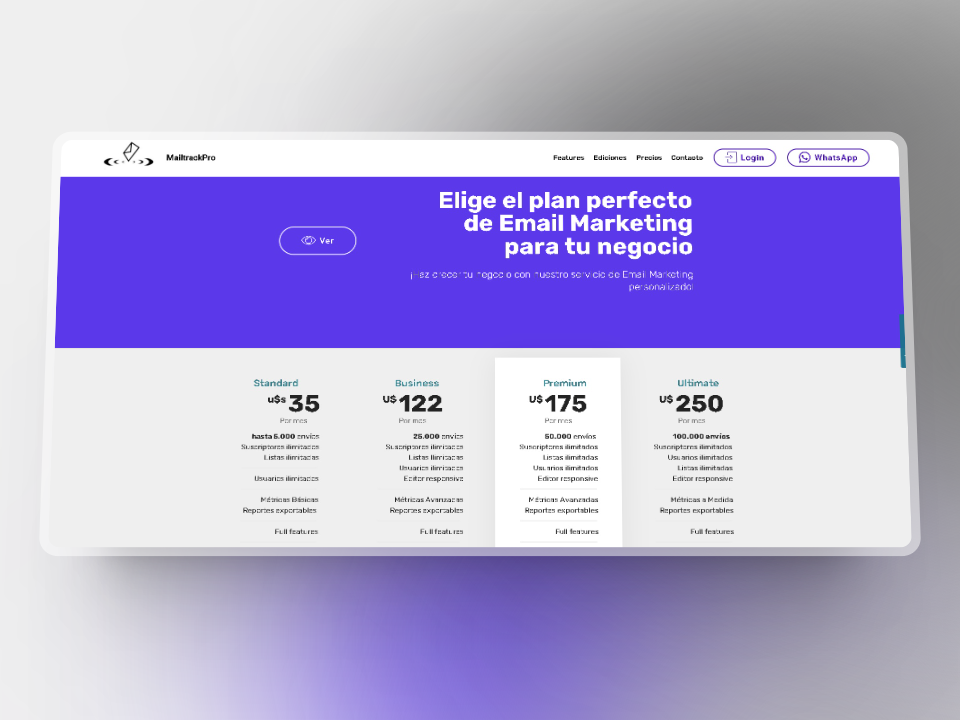 MailtrackPro
Features Ediciones Precios Contacto Login WhatsApp
Elige el plan perfecto
de Email Marketing
para tu negocio
Ver
¡Haz crecer tu negocio con nuestro servicio de Email Marketing
personalizado!
Standard
u$s 35
Por mes
hasta 5.000 envíos
Suscriptores ilimitados
Listas ilimitadas
Usuarios ilimitados
Métricas Básicas
Reportes exportables
Full features
Business
U$ 122
Por mes
25.000 envíos
Suscriptores ilimitados
Listas ilimitadas
Usuarios ilimitados
Editor responsive
Métricas Avanzadas
Reportes exportables
Full features
Premium
U$ 175
Por mes
50.000 envíos
Suscriptores ilimitados
Listas ilimitadas
Usuarios ilimitados
Editor responsive
Métricas Avanzadas
Reportes exportables
Full features
Ultimate
U$ 250
Por mes
100.000 envíos
Suscriptores ilimitados
Usuarios ilimitados
Listas ilimitadas
Editor responsive
Métricas a Medida
Reportes exportables
Full features